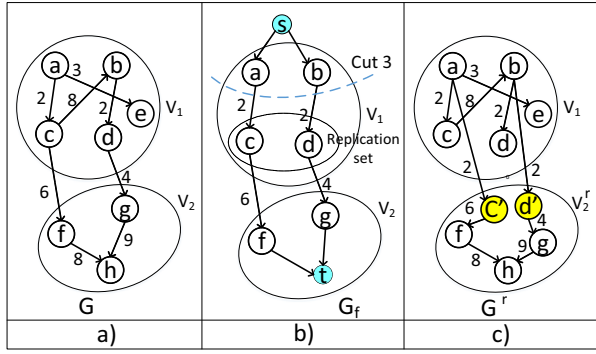 a 3 b
2 8 2 e V1
c d
6 4
V2
g
f 9
8 h
G
a)
s
a b Cut 3
2 2 V1
c d Replication
set
6 4
V2
g
f
t
Gf
b)
a 3 b
2 8 2 e V1
c d
2 2
C' d' V2r
6 4
f 9 g
8 h
Gr
c)